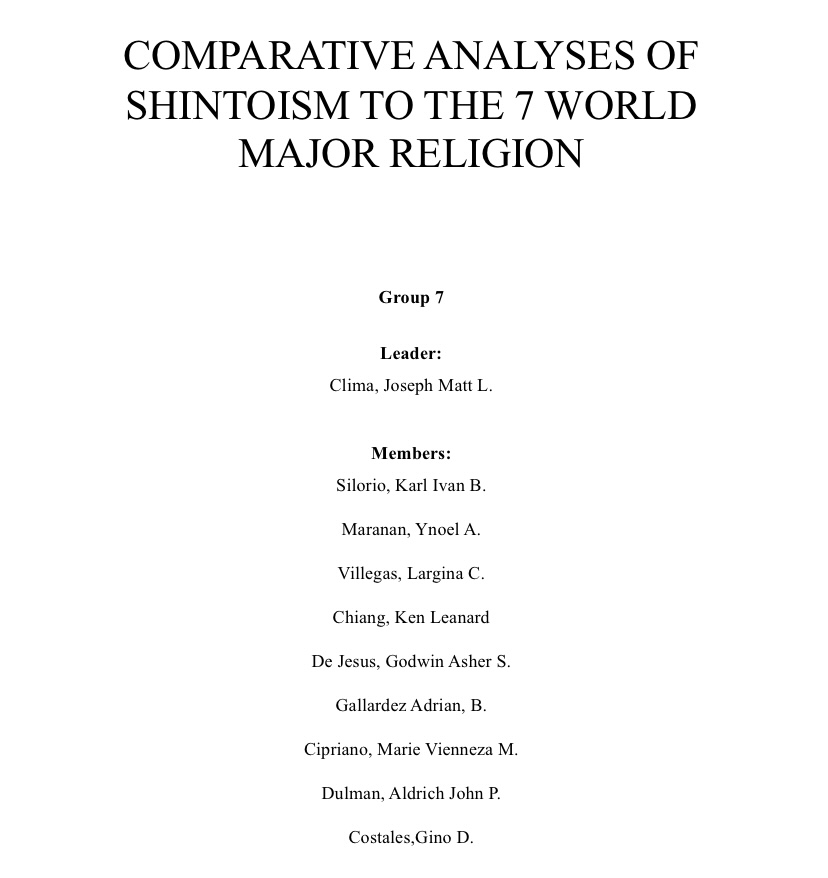 COMPARATIVE ANALYSES OF
SHINTOISM TO THE 7 WORLD
MAJOR RELIGION
Group 7
Leader:
Clima, Joseph Matt L.
Members:
Silorio, Karl Ivan B.
Maranan, Ynoel A.
Villegas, Largina C.
Chiang, Ken Leanard
De Jesus, Godwin Asher S.
Gallardez Adrian, B.
Cipriano, Marie Vienneza M.
Dulman, Aldrich John P.
Costales,Gino D.